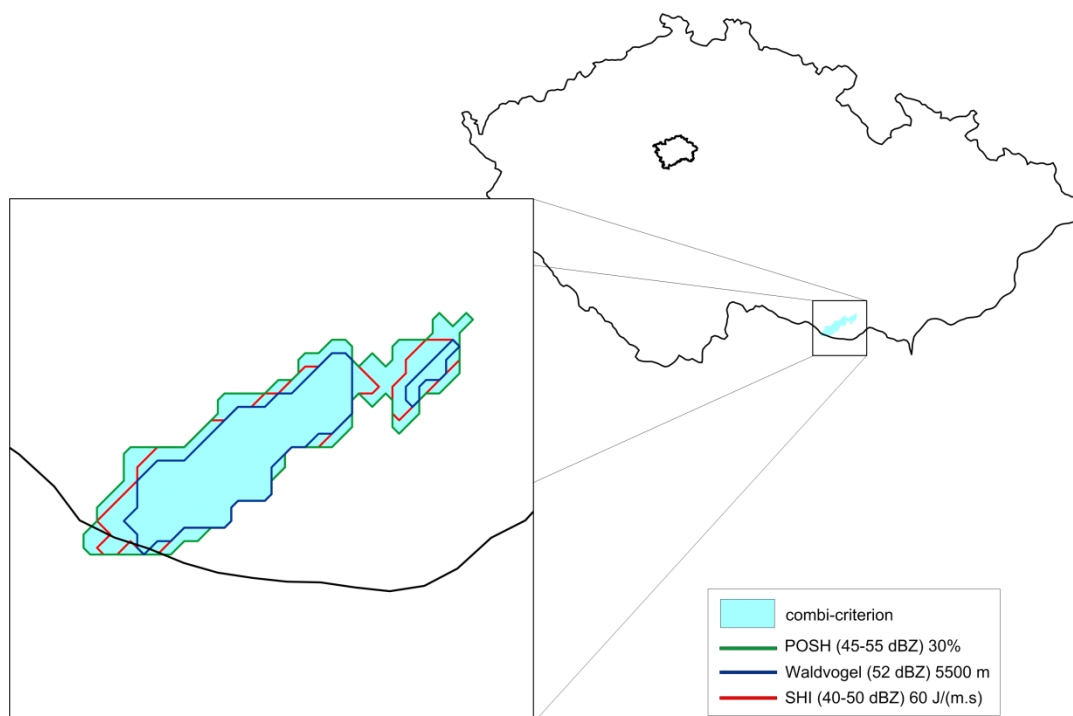 combi-criterion
POSH (45-55 dBZ) 30%
Waldvogel (52 dBZ) 5500 m
SHI (40-50 dBZ) 60 J/(m.s)